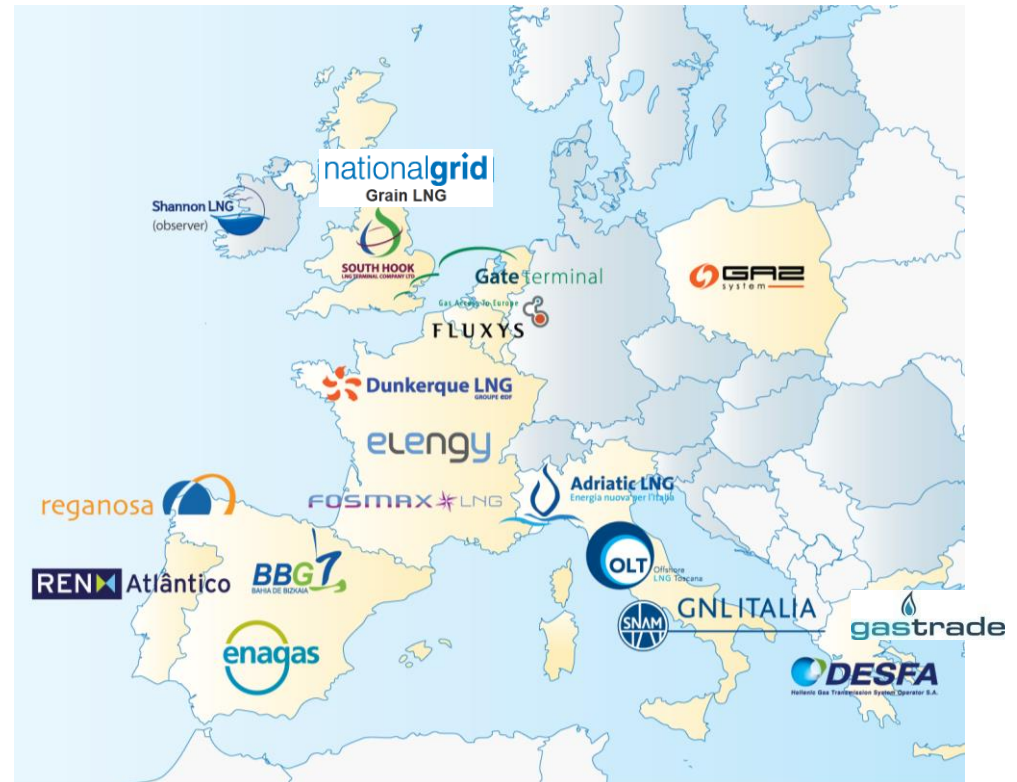 nationalgrid
Grain LNG
Shannon LNG
(observer)
SOUTH HOOK
LNG TERMINAL COMPANY LTD
Gate terminal
Gas Access To Europe
FLUXYS
GAZ
system
Dunkerque LNG
GROUPE EDF
eLengy
FOSMAX LNG
Adriatic LNG
Energia nuova per l'Italia
reganosa
OLT Offshore
LNG Toscana
REN Atlântico
BBG
BAHIA DE BIZKAIA
SNAM GNL ITALIA
gastrade
enagas
DESFA
Hellenic Gas Transmission System Operator S.A.